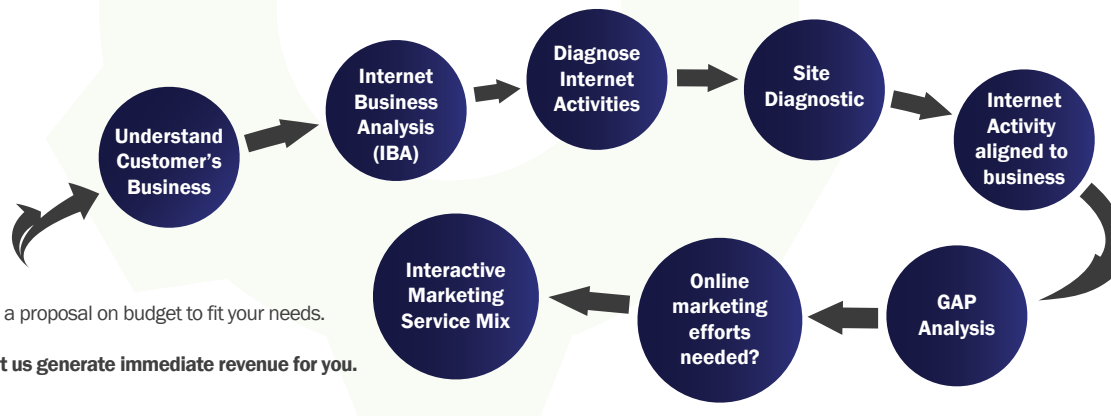 Understand
Customer's
Business
Internet
Business
Analysis
(IBA)
Diagnose
Internet
Activities
Site
Diagnostic
Internet
Activity
aligned to
business
GAP
Analysis
Online
marketing
efforts
needed?
Interactive
Marketing
Service Mix
a proposal on budget to fit your needs.
t us generate immediate revenue for you.